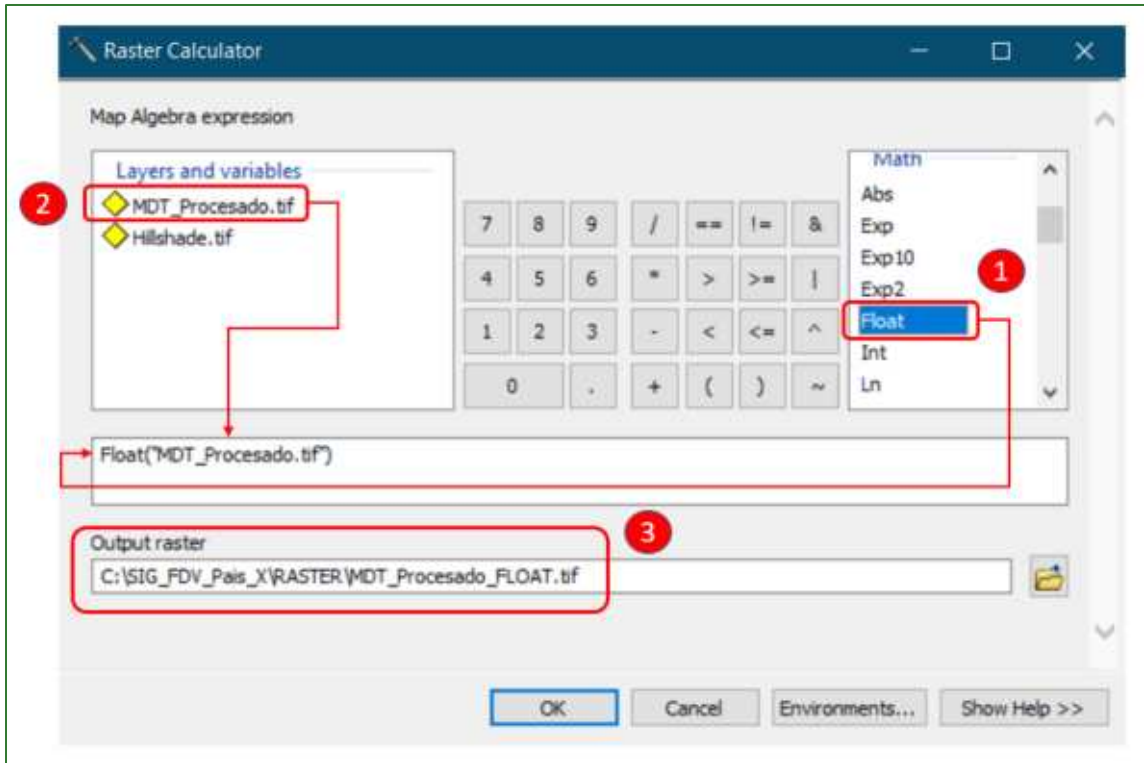 Raster Calculator
Map Algebra expression
Layers and variables
MDT_Procesado.tif
Hillshade.tif
2
7 8 9 / == != &
4 5 6 * > >= |
1 2 3 - < <= ^
0 . + ( ) ~
Math
Abs
Exp
Exp10
Exp2
Float
Int
Ln
1
Float("MDT_Procesado.tif")
Output raster
3
C:\SIG_FDV_Pais_X\RASTER\MDT_Procesado_FLOAT.tif
OK Cancel Environments... Show Help >>